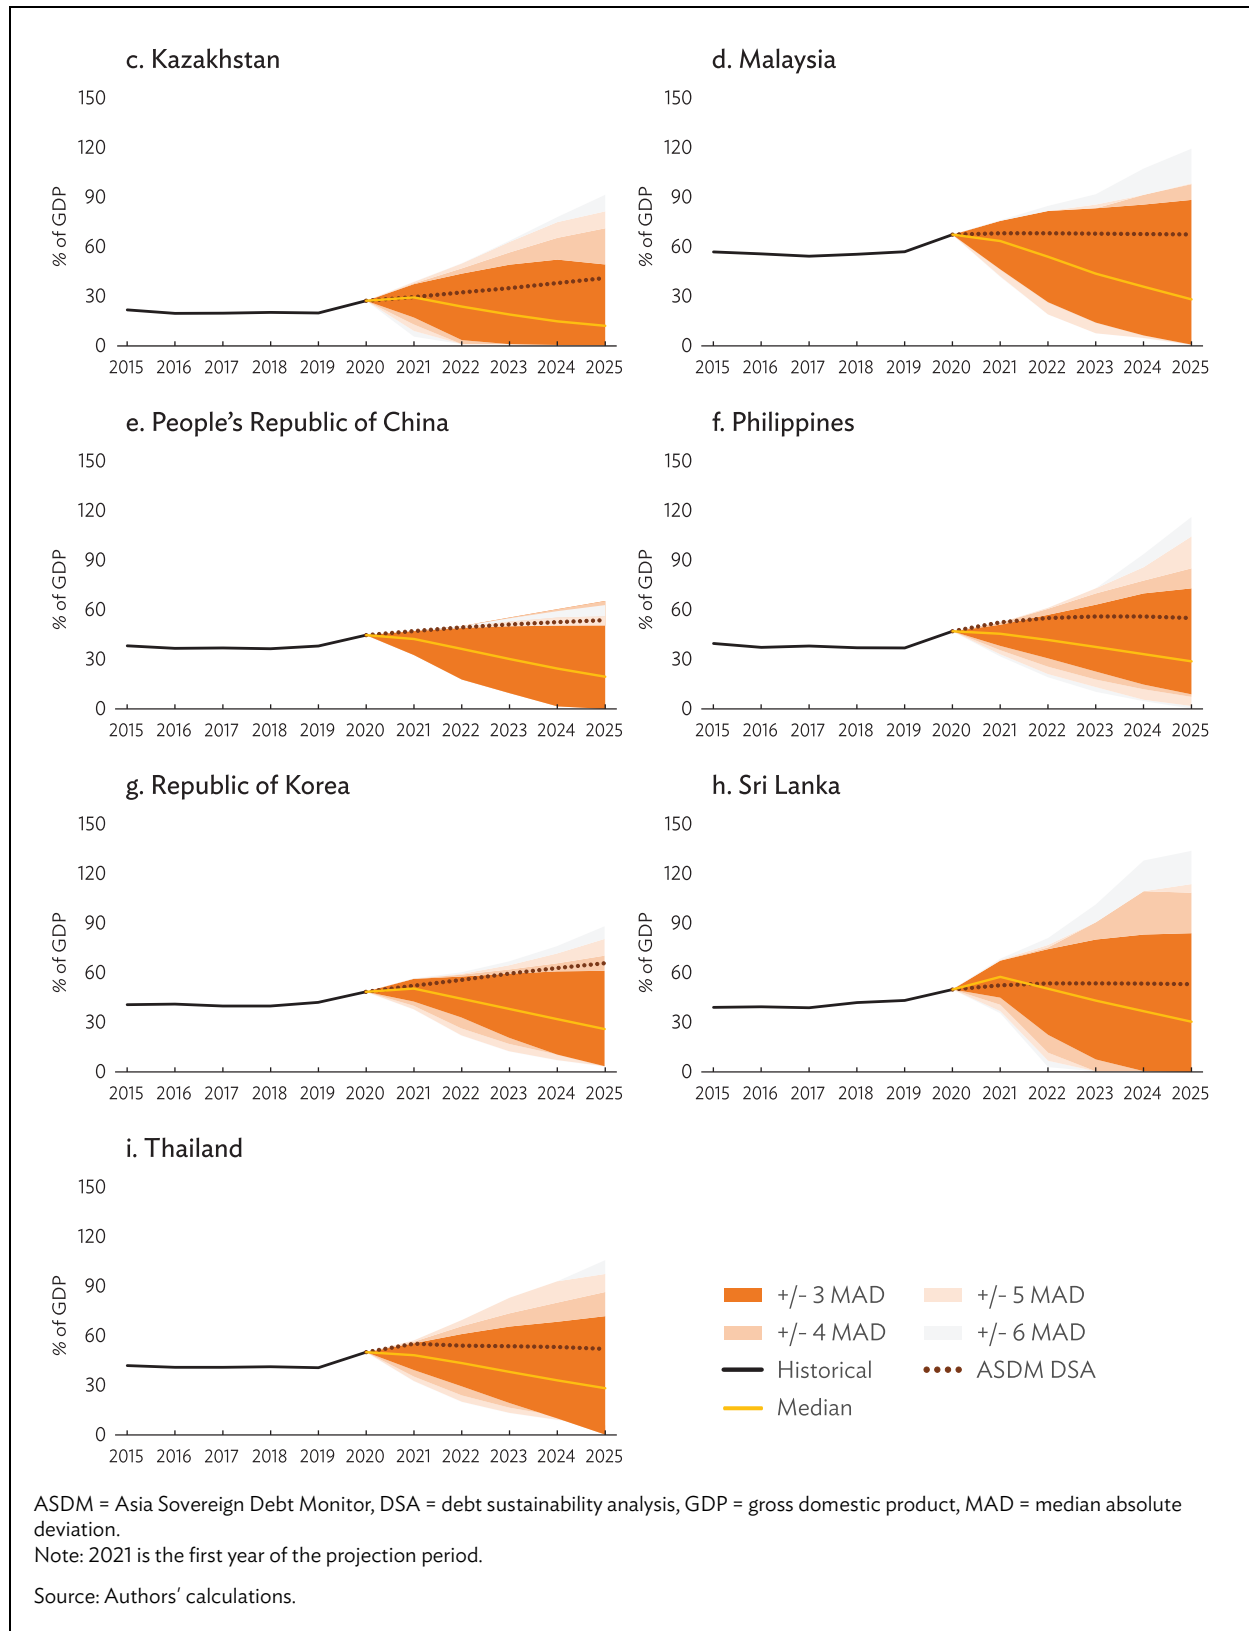 c. Kazakhstan
150
120
90
60
30
0
% of GDP
2015 2016 2017 2018 2019 2020 2021 2022 2023 2024 2025
d. Malaysia
150
120
90
60
30
0
% of GDP
2015 2016 2017 2018 2019 2020 2021 2022 2023 2024 2025
e. People’s Republic of China
150
120
90
60
30
0
% of GDP
2015 2016 2017 2018 2019 2020 2021 2022 2023 2024 2025
f. Philippines
150
120
90
60
30
0
% of GDP
2015 2016 2017 2018 2019 2020 2021 2022 2023 2024 2025
g. Republic of Korea
150
120
90
60
30
0
% of GDP
2015 2016 2017 2018 2019 2020 2021 2022 2023 2024 2025
h. Sri Lanka
150
120
90
60
30
0
% of GDP
2015 2016 2017 2018 2019 2020 2021 2022 2023 2024 2025
i. Thailand
150
120
90
60
30
0
% of GDP
2015 2016 2017 2018 2019 2020 2021 2022 2023 2024 2025
+/- 3 MAD
+/- 5 MAD
+/- 4 MAD
+/- 6 MAD
Historical
ASDM DSA
Median
ASDM = Asia Sovereign Debt Monitor, DSA = debt sustainability analysis, GDP = gross domestic product, MAD = median absolute
deviation.
Note: 2021 is the first year of the projection period.
Source: Authors’ calculations.